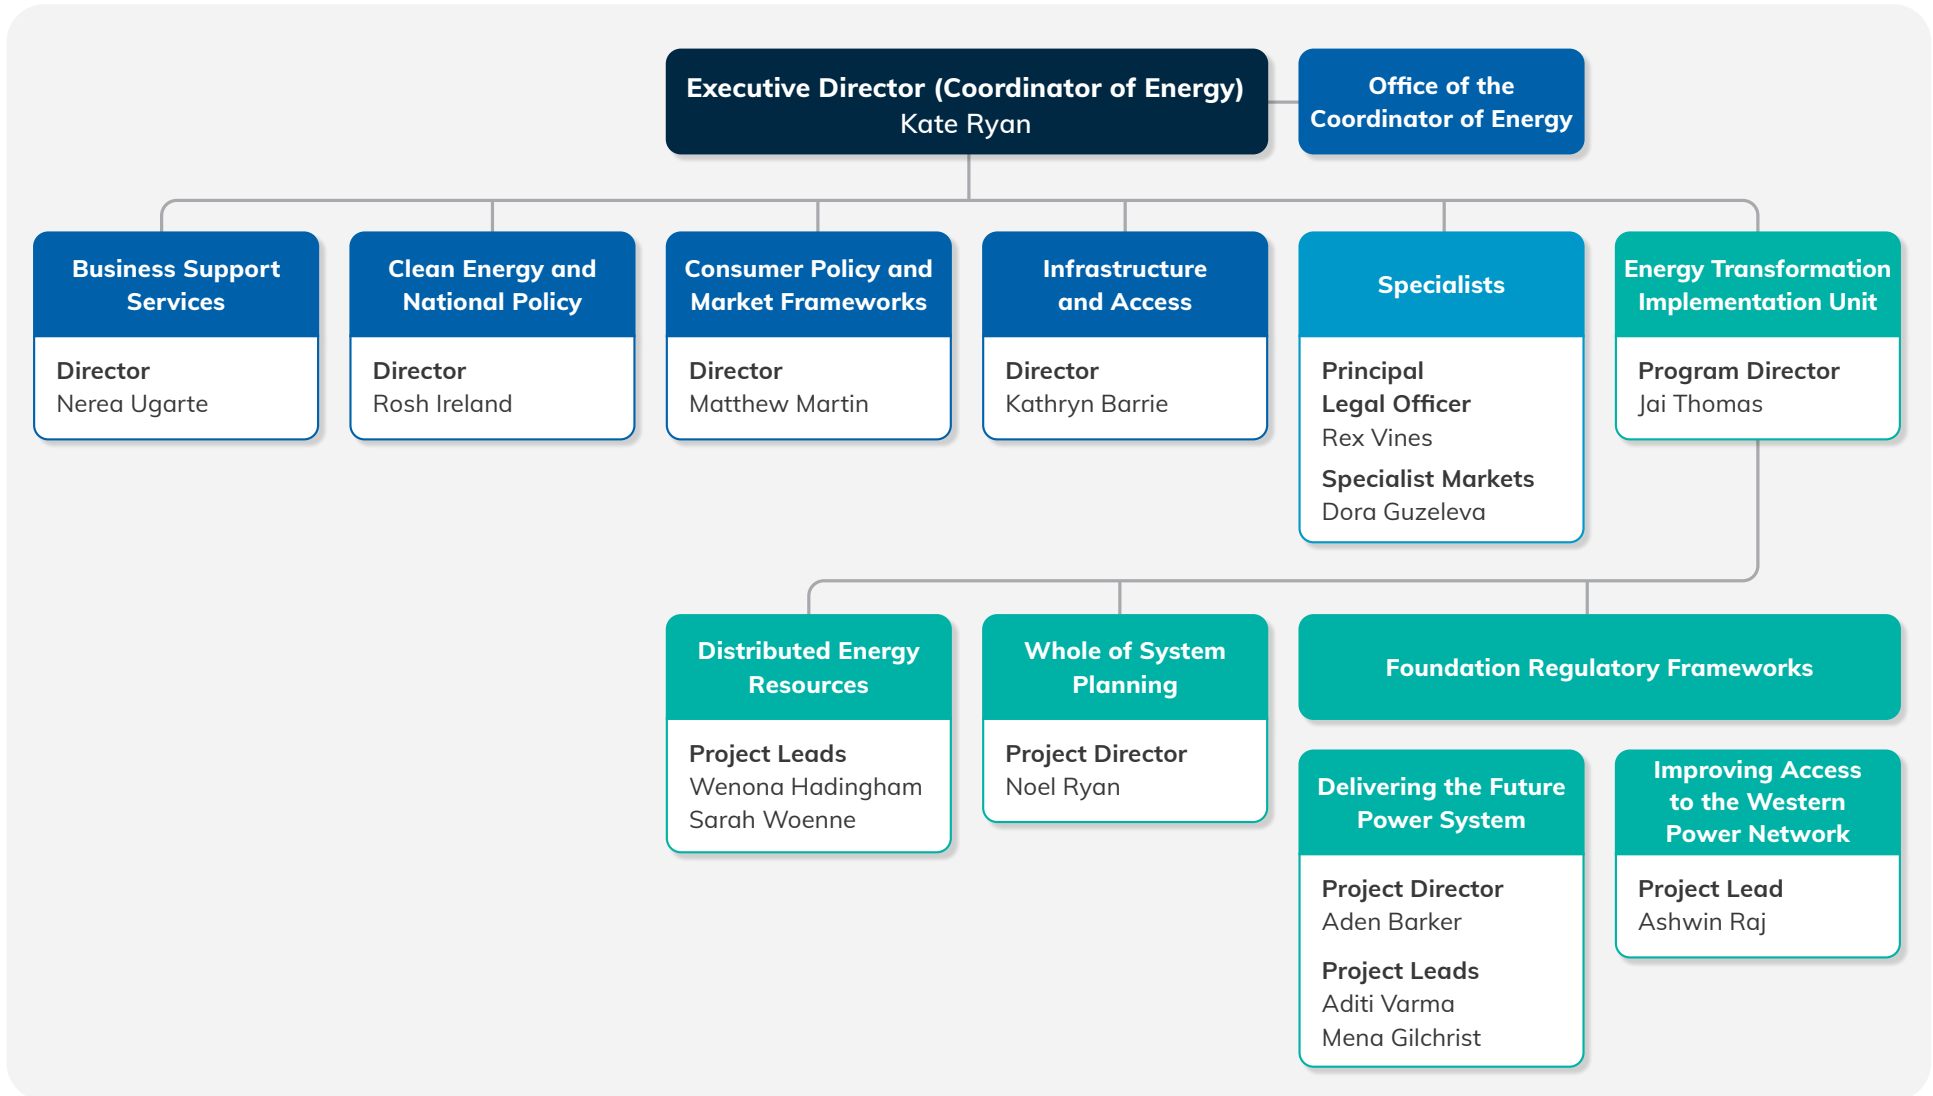 Executive Director (Coordinator of Energy)
Kate Ryan
Office of the
Coordinator of Energy
Business Support
Services
Director
Nerea Ugarte
Clean Energy and
National Policy
Director
Rosh Ireland
Consumer Policy and
Market Frameworks
Director
Matthew Martin
Infrastructure
and Access
Director
Kathryn Barrie
Specialists
Principal
Legal Officer
Rex Vines
Specialist Markets
Dora Guzeleva
Energy Transformation
Implementation Unit
Program Director
Jai Thomas
Distributed Energy
Resources
Project Leads
Wenona Hadingham
Sarah Woenne
Whole of System
Planning
Project Director
Noel Ryan
Foundation Regulatory Frameworks
Delivering the Future
Power System
Project Director
Aden Barker
Project Leads
Aditi Varma
Mena Gilchrist
Improving Access
to the Western
Power Network
Project Lead
Ashwin Raj